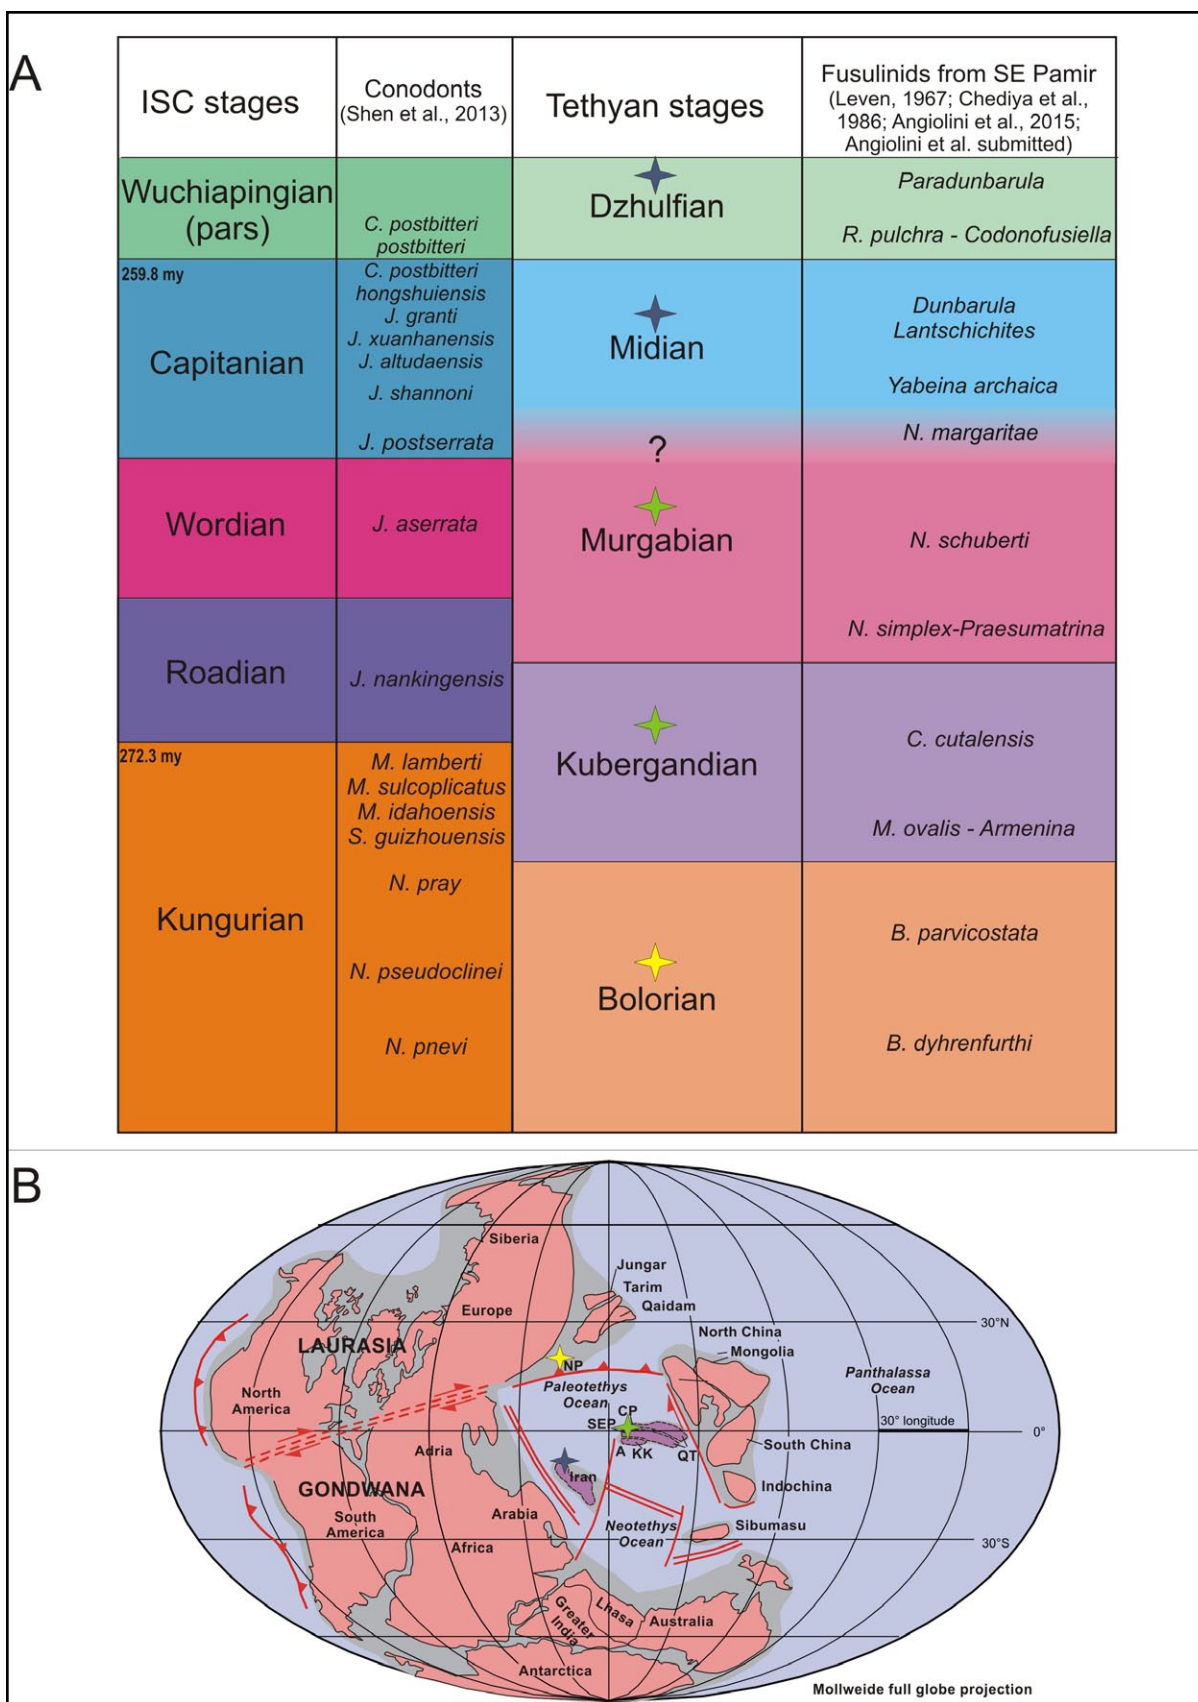 A
ISC stages
Conodonts
(Shen et al., 2013)
Tethyan stages
Fusulinids from SE Pamir
(Leven, 1967; Chediya et al.,
1986; Angiolini et al., 2015;
Angiolini et al. submitted)
Wuchiapingian
(pars)
C. postbitteri
postbitteri
Dzhulfian
Paradunbarula
R. pulchra - Codonofusiella
259.8 my
Capitanian
C. postbitteri
hongshuiensis
J. granti
J. xuanhanensis
J. altudaensis
J. shannoni
J. postserrata
Midian
Dunbarula
Lantschichites
Yabeina archaica
N. margaritae
?
Wordian
J. aserrata
Murgabian
N. schuberti
N. simplex-Praesumatrina
Roadian
J. nankingensis
Kubergandian
C. cutalensis
M. ovalis - Armenina
272.3 my
Kungurian
M. lamberti
M. sulcoplicatus
M. idahoensis
S. guizhouensis
N. pray
N. pseudoclinei
N. pnevi
Bolorian
B. parvicostata
B. dyhrenfurthi
B
Siberia
Jungar
Tarim
Qaidam
Europe
30°N
North China
Mongolia
LAURASIA
NP
Panthalassa
Ocean
Paleotethys
Ocean
North
America
CP
SEP
30° longitude
0°
Adria
A
KK
QT
South China
Iran
Indochina
GONDWANA
South
America
Arabia
Neotethys
Ocean
Sibumasu
30°S
Africa
Greater
India
Lhasa
Australia
Antarctica
Mollweide full globe projection